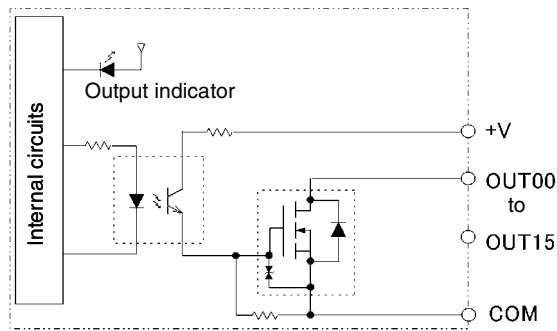 Internal circuits
Output indicator
+V
OUT00
to
OUT15
COM